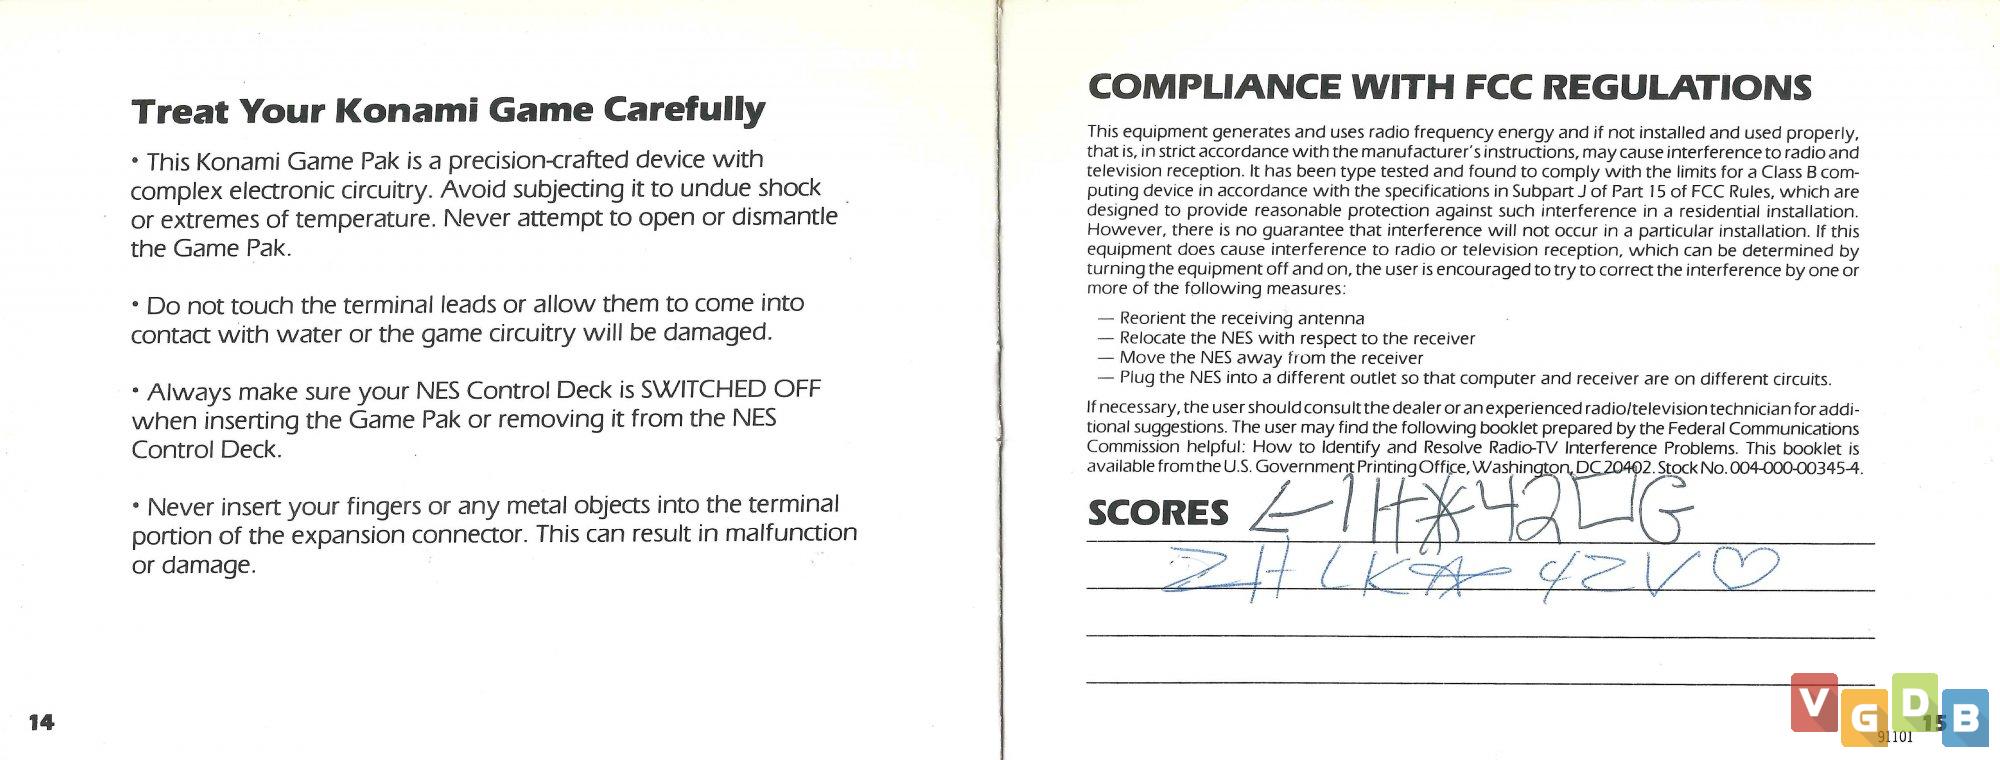 Treat Your Konami Game Carefully
• This Konami Game Pak is a precision-crafted device with
complex electronic circuitry. Avoid subjecting it to undue shock
or extremes of temperature. Never attempt to open or dismantle
the Game Pak.
• Do not touch the terminal leads or allow them to come into
contact with water or the game circuitry will be damaged.
• Always make sure your NES Control Deck is SWITCHED OFF
when inserting the Game Pak or removing it from the NES
Control Deck.
• Never insert your fingers or any metal objects into the terminal
portion of the expansion connector. This can result in malfunction
or damage.
14
COMPLIANCE WITH FCC REGULATIONS
This equipment generates and uses radio frequency energy and if not installed and used properly,
that is, in strict accordance with the manufacturer's instructions, may cause interference to radio and
television reception. It has been type tested and found to comply with the limits for a Class B com-
puting device in accordance with the specifications in Subpart J of Part 15 of FCC Rules, which are
designed to provide reasonable protection against such interference in a residential installation.
However, there is no guarantee that interference will not occur in a particular installation. If this
equipment does cause interference to radio or television reception, which can be determined by
turning the equipment off and on, the user is encouraged to try to correct the interference by one or
more of the following measures:
— Reorient the receiving antenna
— Relocate the NES with respect to the receiver
— Move the NES away from the receiver
— Plug the NES into a different outlet so that computer and receiver are on different circuits.
If necessary, the user should consult the dealer or an experienced radio/television technician for addi-
tional suggestions. The user may find the following booklet prepared by the Federal Communications
Commission helpful: How to Identify and Resolve Radio-TV Interference Problems. This booklet is
available from the U.S. Government Printing Office, Washington, DC 20402. Stock No. 004-000-00345-4.
SCORES
15
91101
VGDB